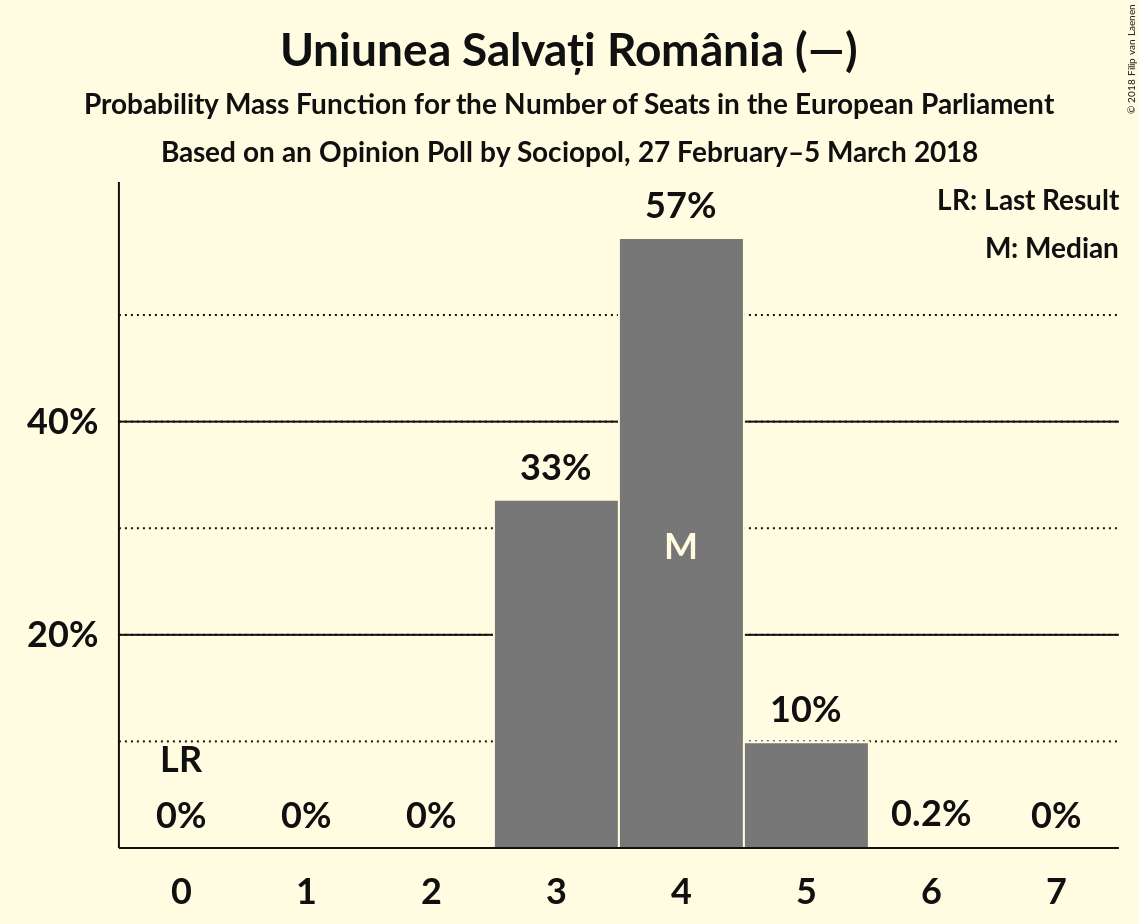 Uniunea Salvați România (—)
Probability Mass Function for the Number of Seats in the European Parliament
Based on an Opinion Poll by Sociopol, 27 February–5 March 2018
© 2018 Filip van Laenen
LR: Last Result
M: Median
57%
40%
33%
M
20%
10%
LR
0%
0%
0%
0.2%
0%
0
1
2
3
4
5
6
7